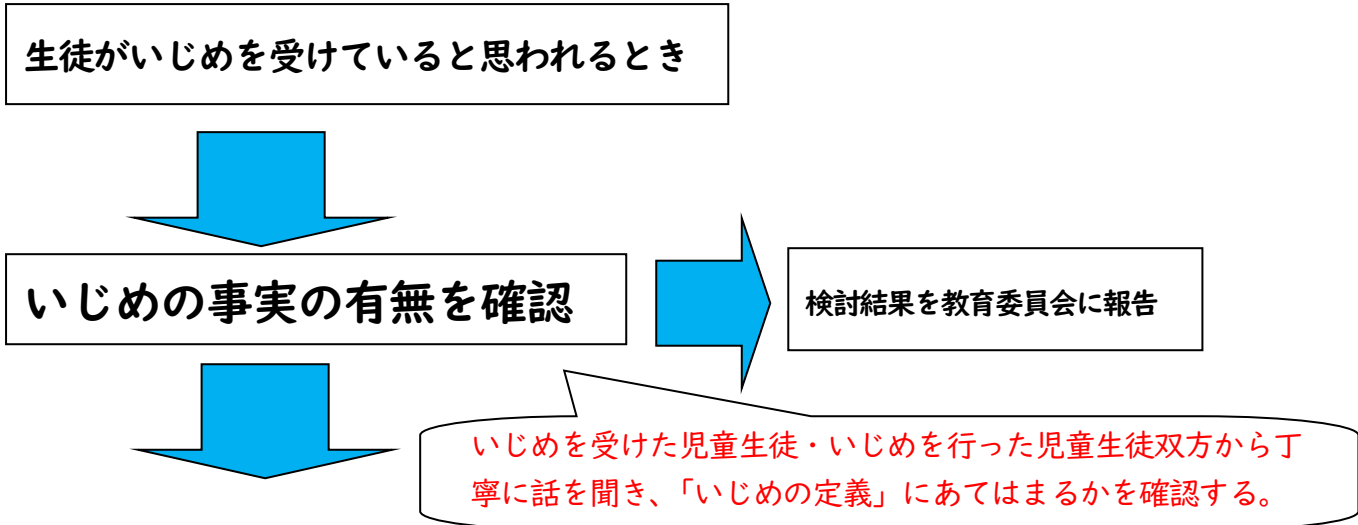 生徒がいじめを受けていると思われるとき
いじめの事実の有無を確認
検討結果を教育委員会に報告
いじめを受けた児童生徒・いじめを行った児童生徒双方から丁
寧に話を聞き、「いじめの定義」にあてはまるかを確認する。